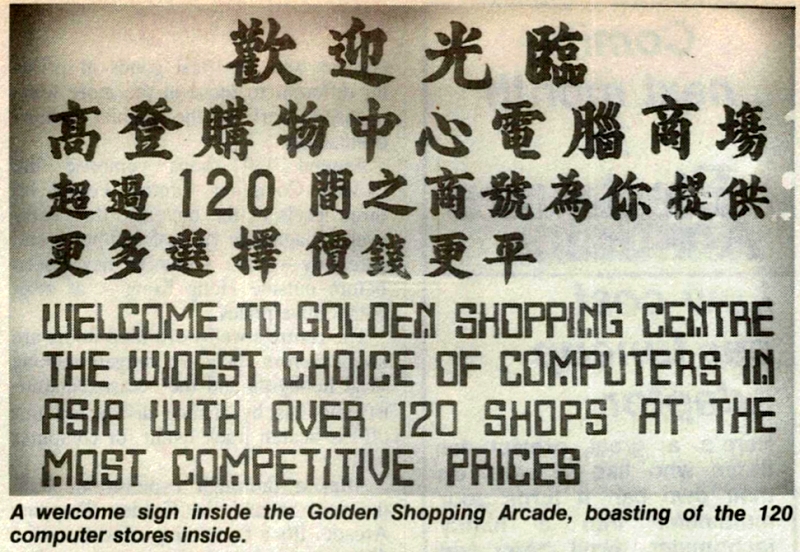 歡迎光臨
高登購物中心電腦商場
超過120間之商號為你提供
更多選擇價錢更平
WELCOME TO GOLDEN SHOPPING CENTRE
THE WIDEST CHOICE OF COMPUTERS IN
ASIA WITH OVER 120 SHOPS AT THE
MOST COMPETITIVE PRICES
A welcome sign inside the Golden Shopping Arcade, boasting of the 120
computer stores inside.